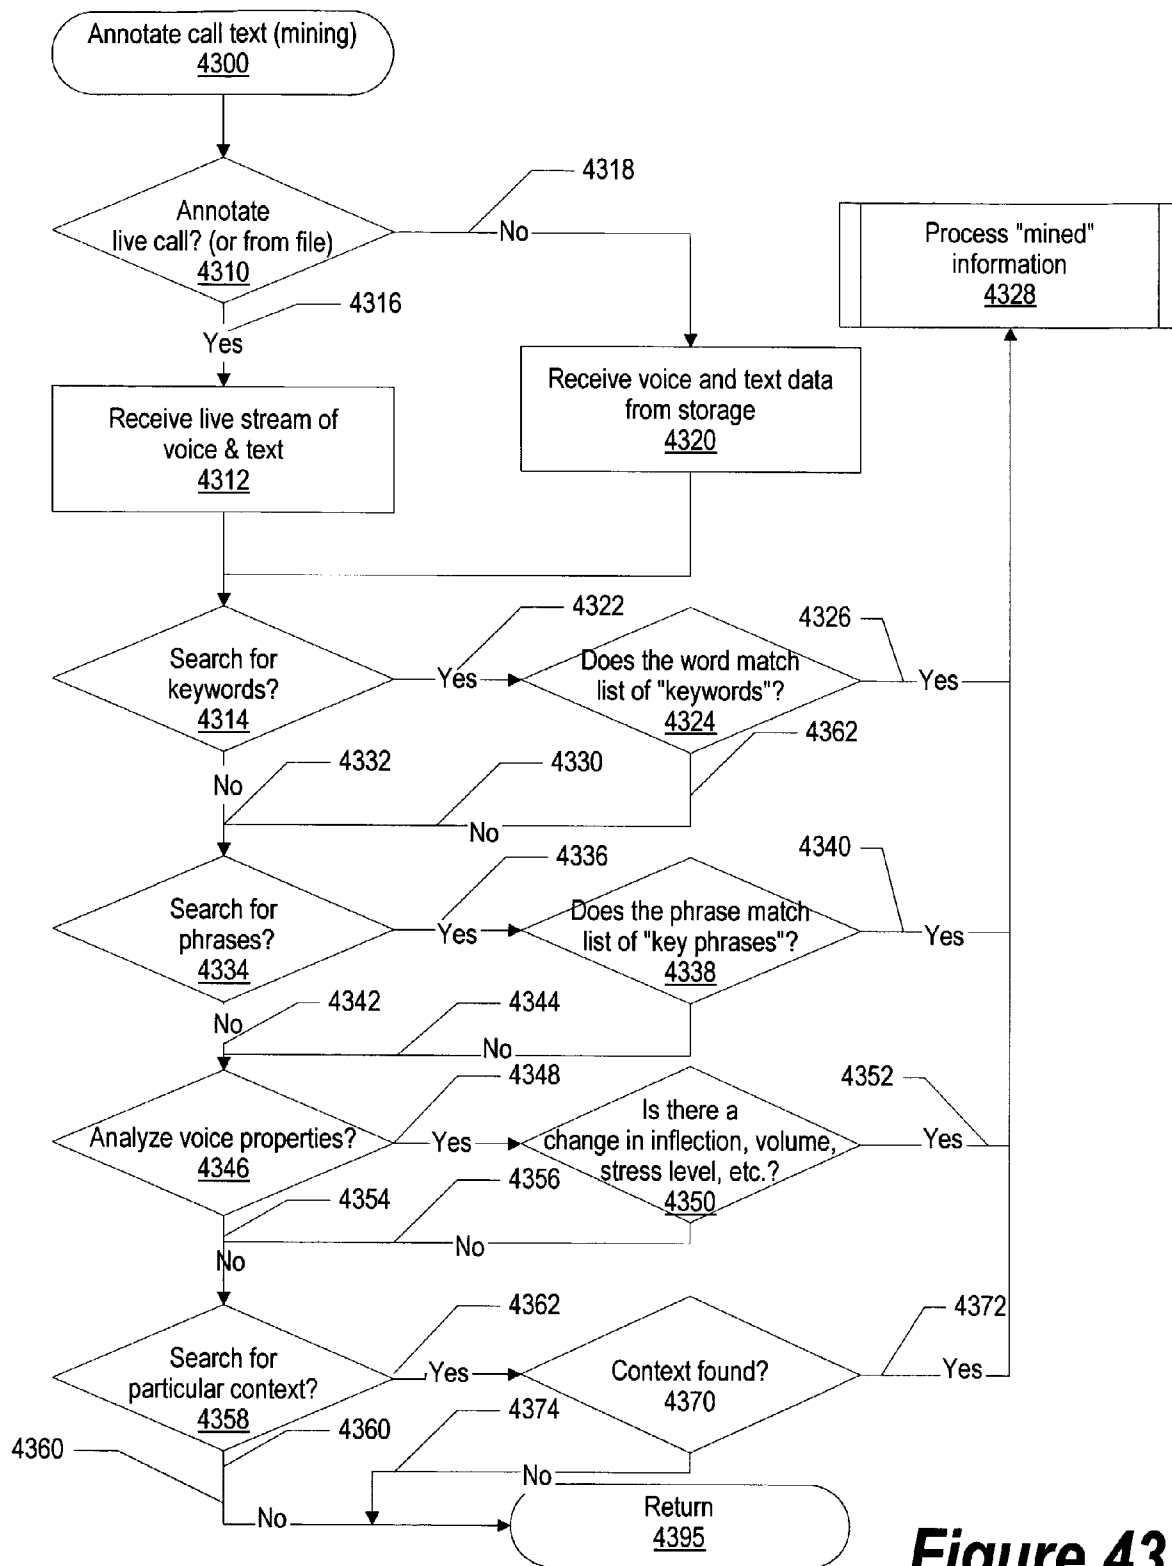 Annotate call text (mining)
4300
4318
Annotate
live call? (or from file)
4310
No
Process "mined"
information
4328
4316
Yes
Receive live stream of
voice & text
4312
Receive voice and text data
from storage
4320
4322
4326
Search for
keywords?
4314
Yes
Does the word match
list of "keywords"?
4324
Yes
4362
4332
4330
No
No
4336
4340
Search for
phrases?
4334
Yes
Does the phrase match
list of "key phrases"?
4338
Yes
4342
4344
No
No
4348
4352
Analyze voice properties?
4346
Yes
Is there a
change in inflection, volume,
stress level, etc.?
4350
Yes
4356
4354
No
No
4362
4372
Search for
particular context?
4358
Yes
Context found?
4370
Yes
4374
4360
4360
No
No
Return
4395
Figure 43